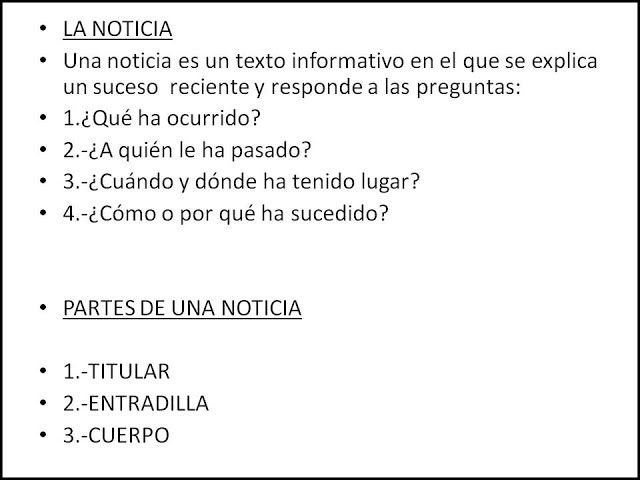 • LA NOTICIA
• Una noticia es un texto informativo en el que se explica
un suceso reciente y responde a las preguntas:
• 1.¿Qué ha ocurrido?
• 2.-¿A quién le ha pasado?
• 3.-¿Cuándo y dónde ha tenido lugar?
• 4.-¿Cómo o por qué ha sucedido?
• PARTES DE UNA NOTICIA
• 1.-TITULAR
• 2.-ENTRADILLA
• 3.-CUERPO